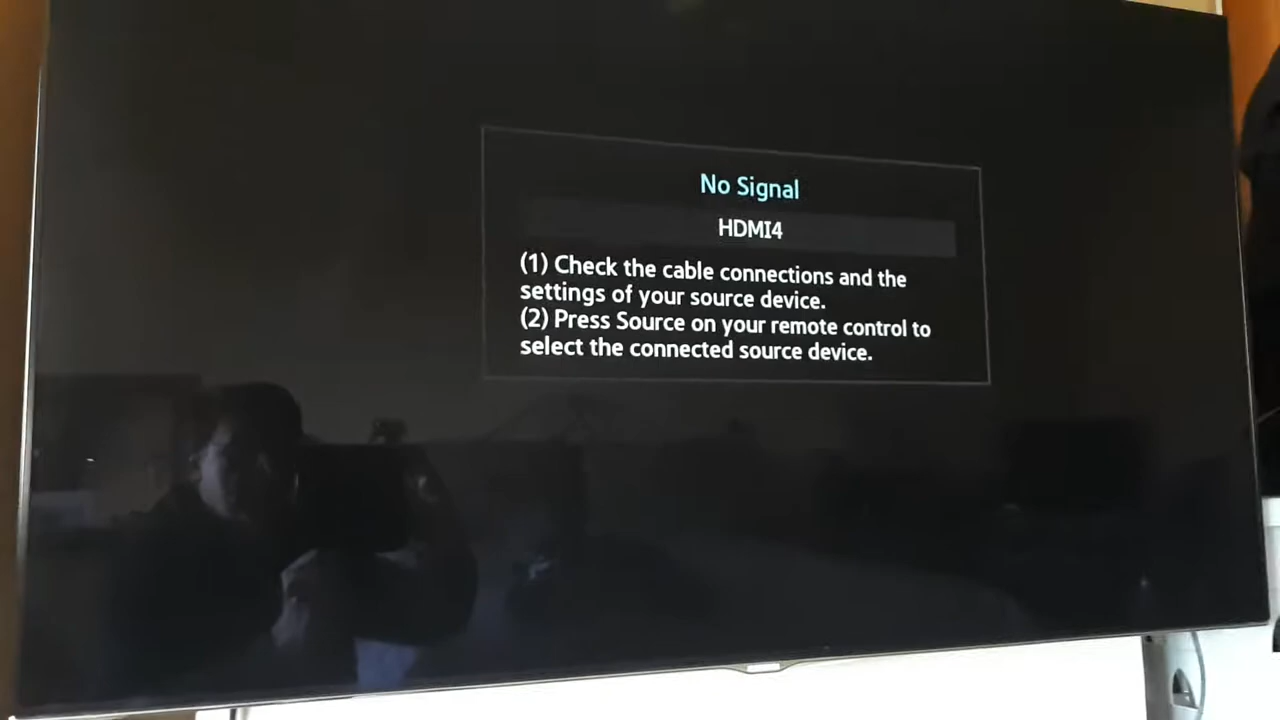 No Signal
HDMI4
(1) Check the cable connections and the
settings of your source device.
(2) Press Source on your remote control to
select the connected source device.